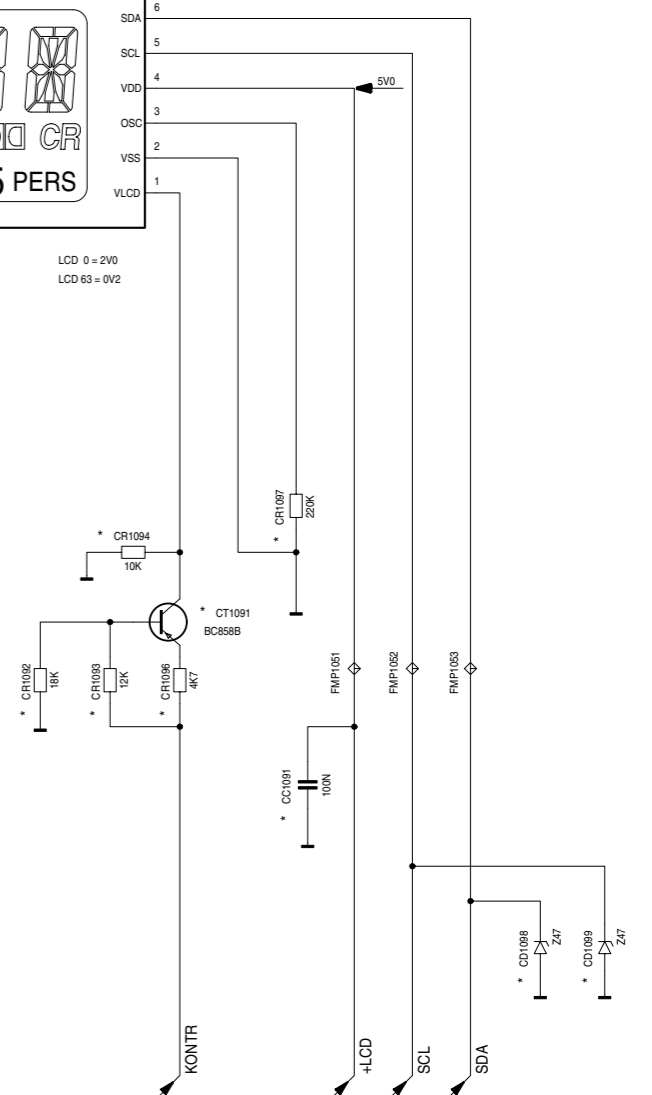 6
SDA
5
SCL
4
VDD
5V0
3
OSC
CR
2
VSS
5 PERS
1
VLCD
LCD 0 = 2V0
LCD 63 = 0V2
* CR1097
220K
* CR1094
10K
* CT1091
BC858B
* CR1092
18K
* CR1093
12K
* CR1096
4K7
FMP1051
FMP1052
FMP1053
* CC1091
100N
* CD1098
Z47
* CD1099
Z47
KONTR
+LCD
SCL
SDA